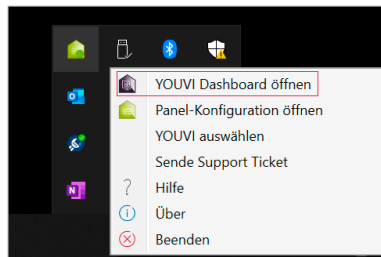 YOUVI Dashboard öffnen
Panel-Konfiguration öffnen
YOUVI auswählen
Sende Support Ticket
Hilfe
Über
Beenden